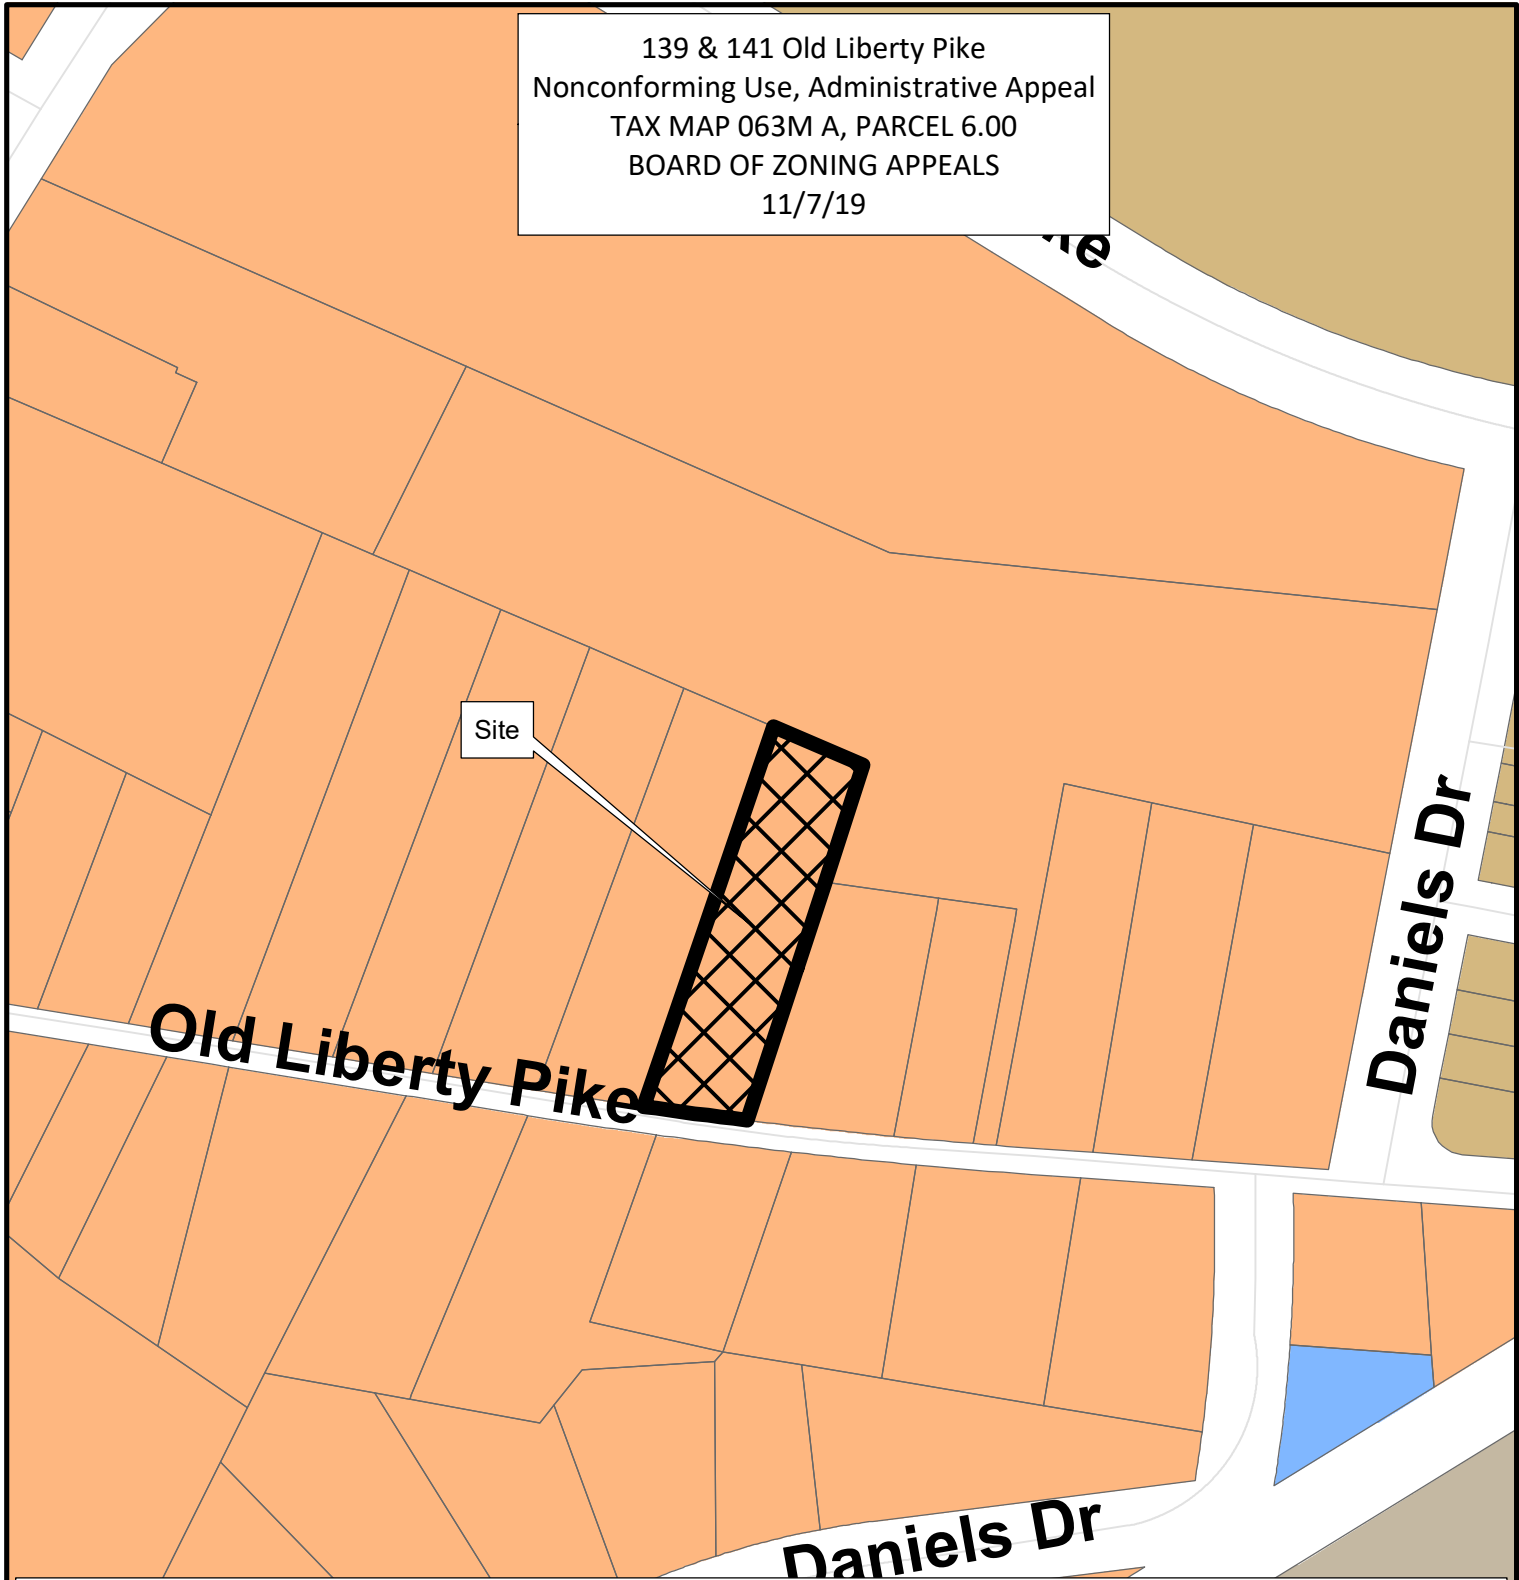 139 & 141 Old Liberty Pike
Nonconforming Use, Administrative Appeal
TAX MAP 063M A, PARCEL 6.00
BOARD OF ZONING APPEALS
11/7/19
Site
Daniels Dr
Old Liberty Pike
Daniels Dr